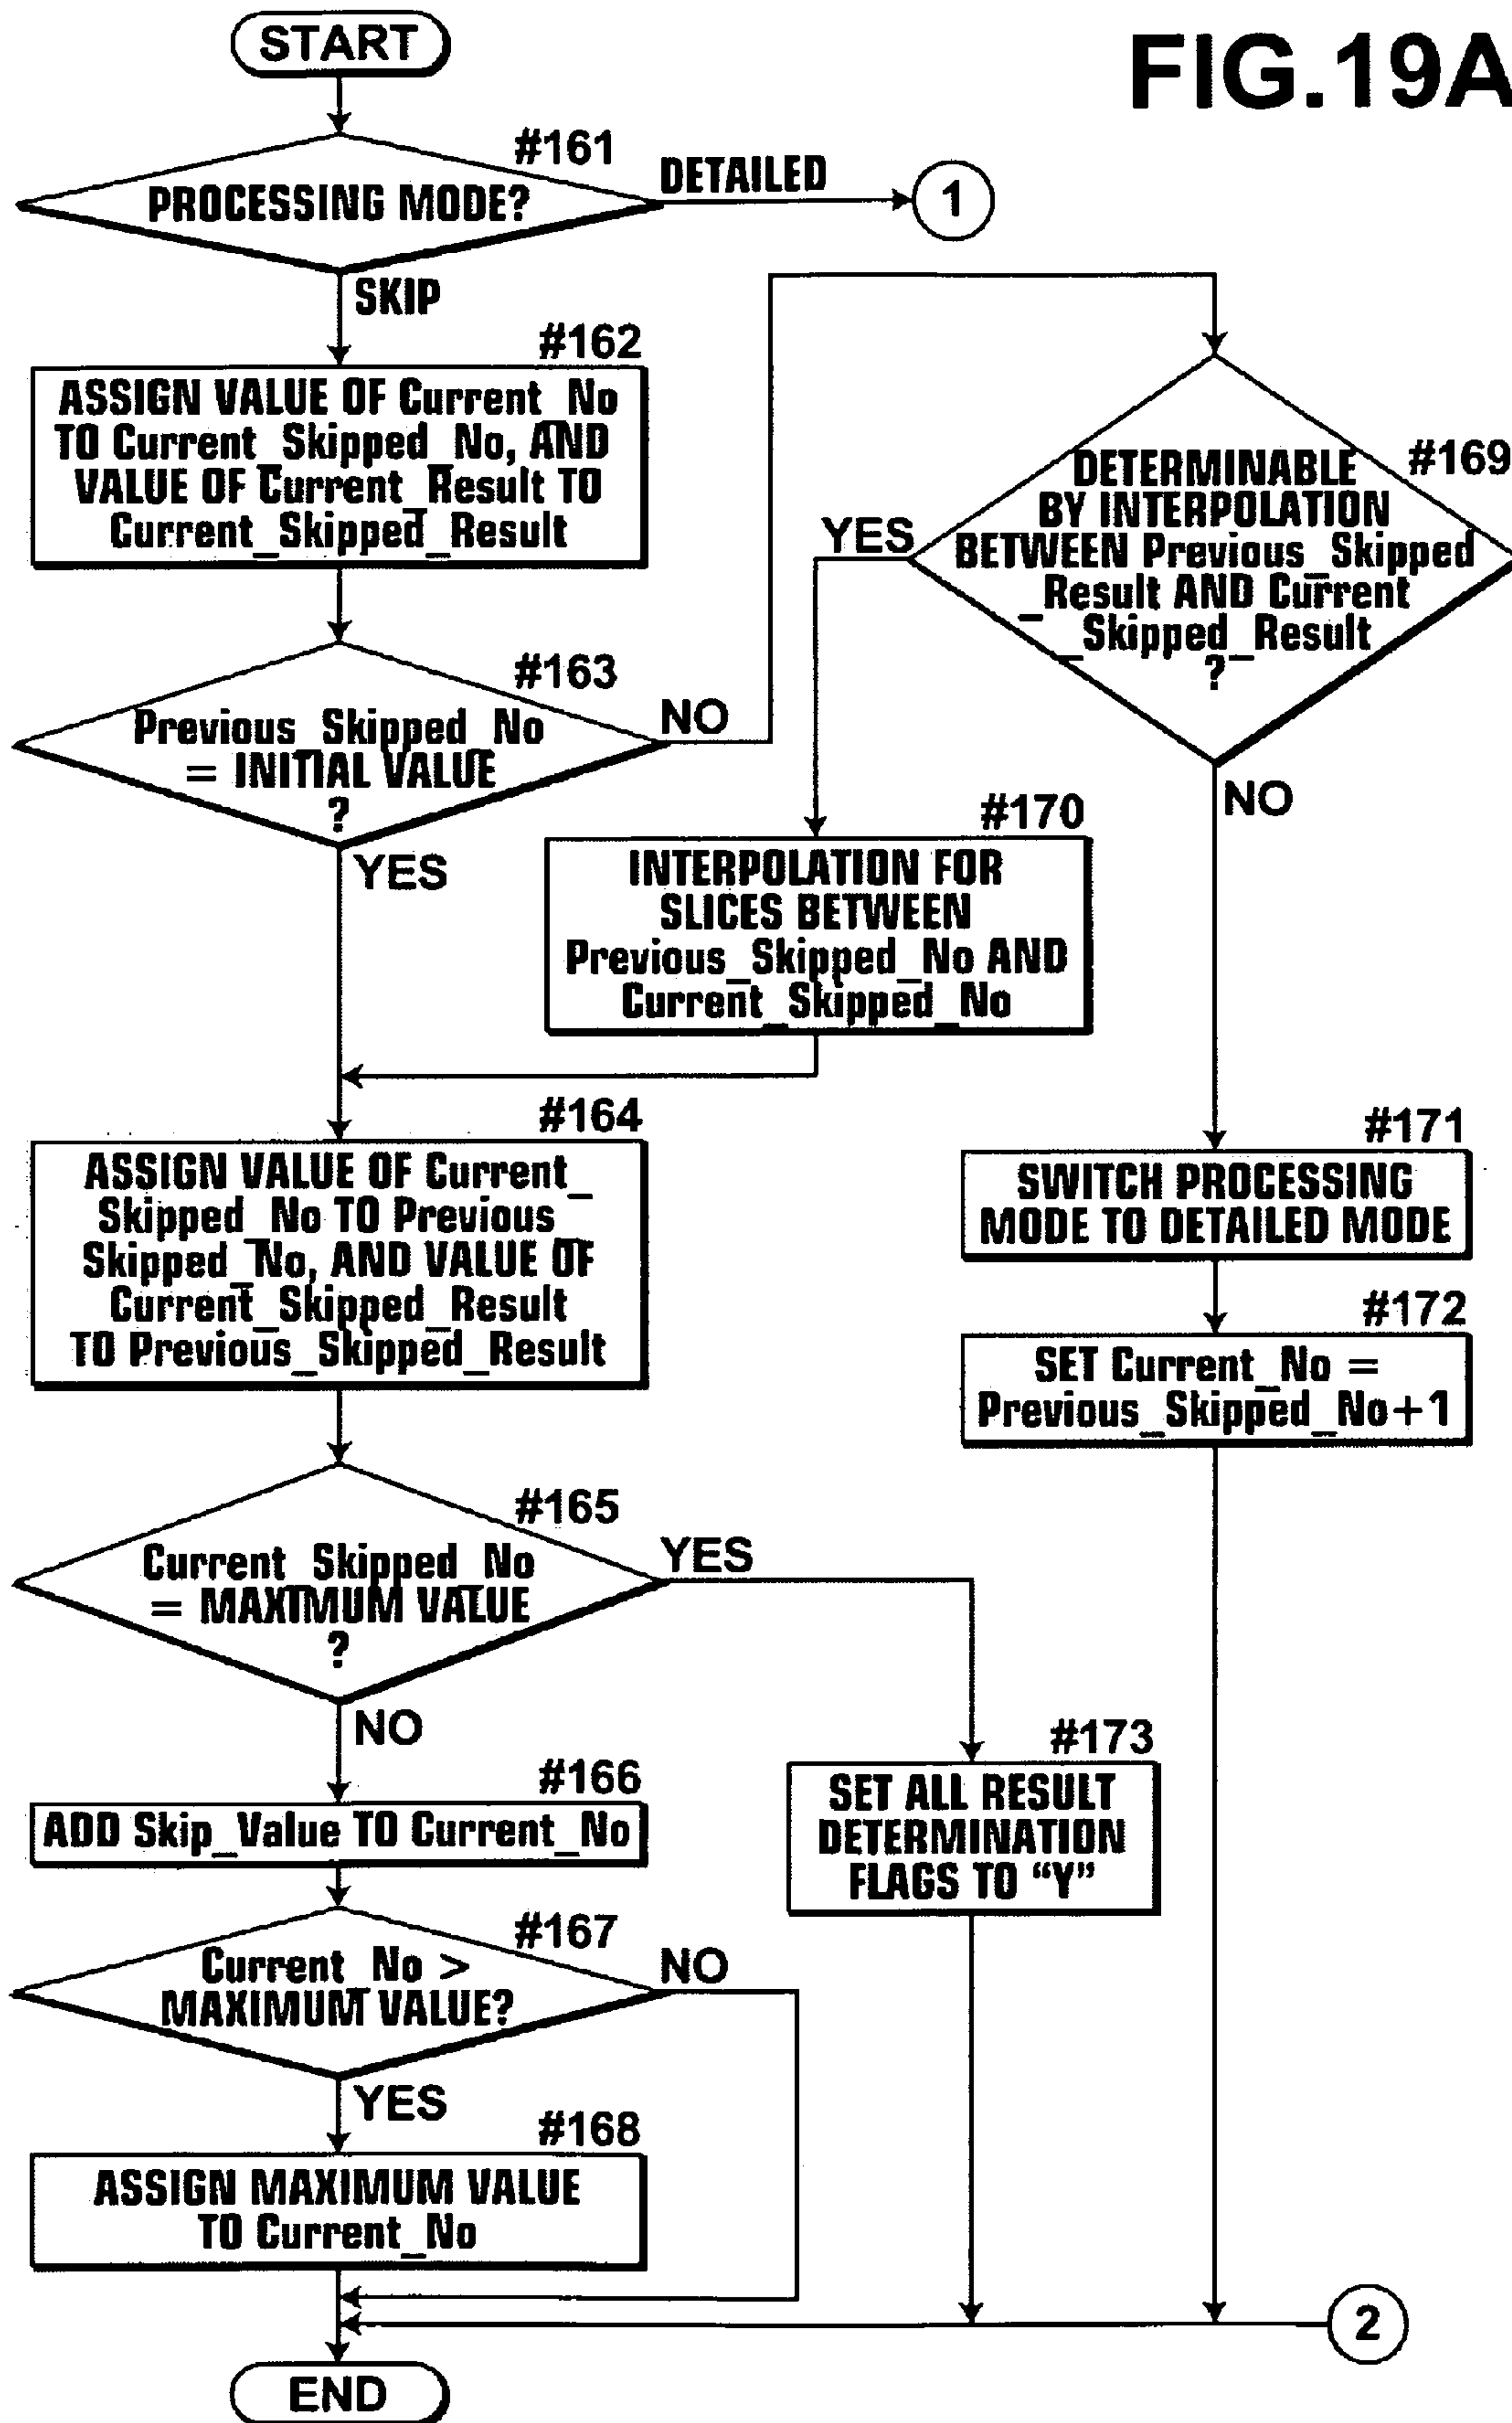 FIG.19A
START
#161
PROCESSING MODE?
DETAILED
1
SKIP
#162
ASSIGN VALUE OF Current_No
TO Current_Skipped_No, AND
VALUE OF Current_Result TO
Current_Skipped_Result
#163
Previous_Skipped_No
= INITIAL VALUE
?
NO
YES
#169
DETERMINABLE
BY INTERPOLATION
BETWEEN Previous_Skipped
_Result AND Current
_Skipped_Result
?
YES
NO
#170
INTERPOLATION FOR
SLICES BETWEEN
Previous_Skipped_No AND
Current_Skipped_No
#164
ASSIGN VALUE OF Current_
Skipped_No TO Previous_
Skipped_No, AND VALUE OF
Current_Skipped_Result
TO Previous_Skipped_Result
#171
SWITCH PROCESSING
MODE TO DETAILED MODE
#172
SET Current_No =
Previous_Skipped_No+1
#165
Current_Skipped_No
= MAXIMUM VALUE
?
YES
NO
#173
SET ALL RESULT
DETERMINATION
FLAGS TO “Y”
#166
ADD Skip_Value TO Current_No
#167
Current_No >
MAXIMUM VALUE?
NO
YES
#168
ASSIGN MAXIMUM VALUE
TO Current_No
2
END